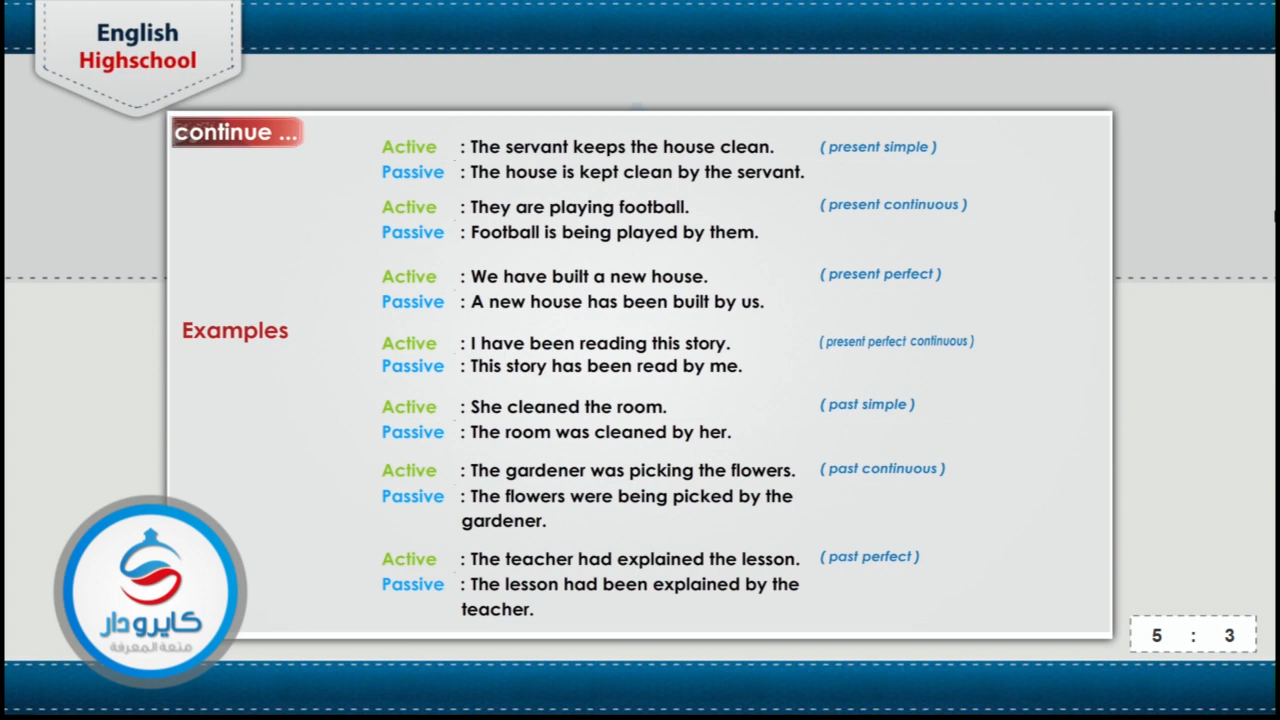 English
Highschool
continue ...
Active : The servant keeps the house clean. ( present simple )
Passive : The house is kept clean by the servant.
Active : They are playing football. ( present continuous )
Passive : Football is being played by them.
Active : We have built a new house. ( present perfect )
Passive : A new house has been built by us.
Examples
Active : I have been reading this story. ( present perfect continuous )
Passive : This story has been read by me.
Active : She cleaned the room. ( past simple )
Passive : The room was cleaned by her.
Active : The gardener was picking the flowers. ( past continuous )
Passive : The flowers were being picked by the
gardener.
Active : The teacher had explained the lesson. ( past perfect )
Passive : The lesson had been explained by the
teacher.
كايرودار
متعة المعرفة
5 : 3